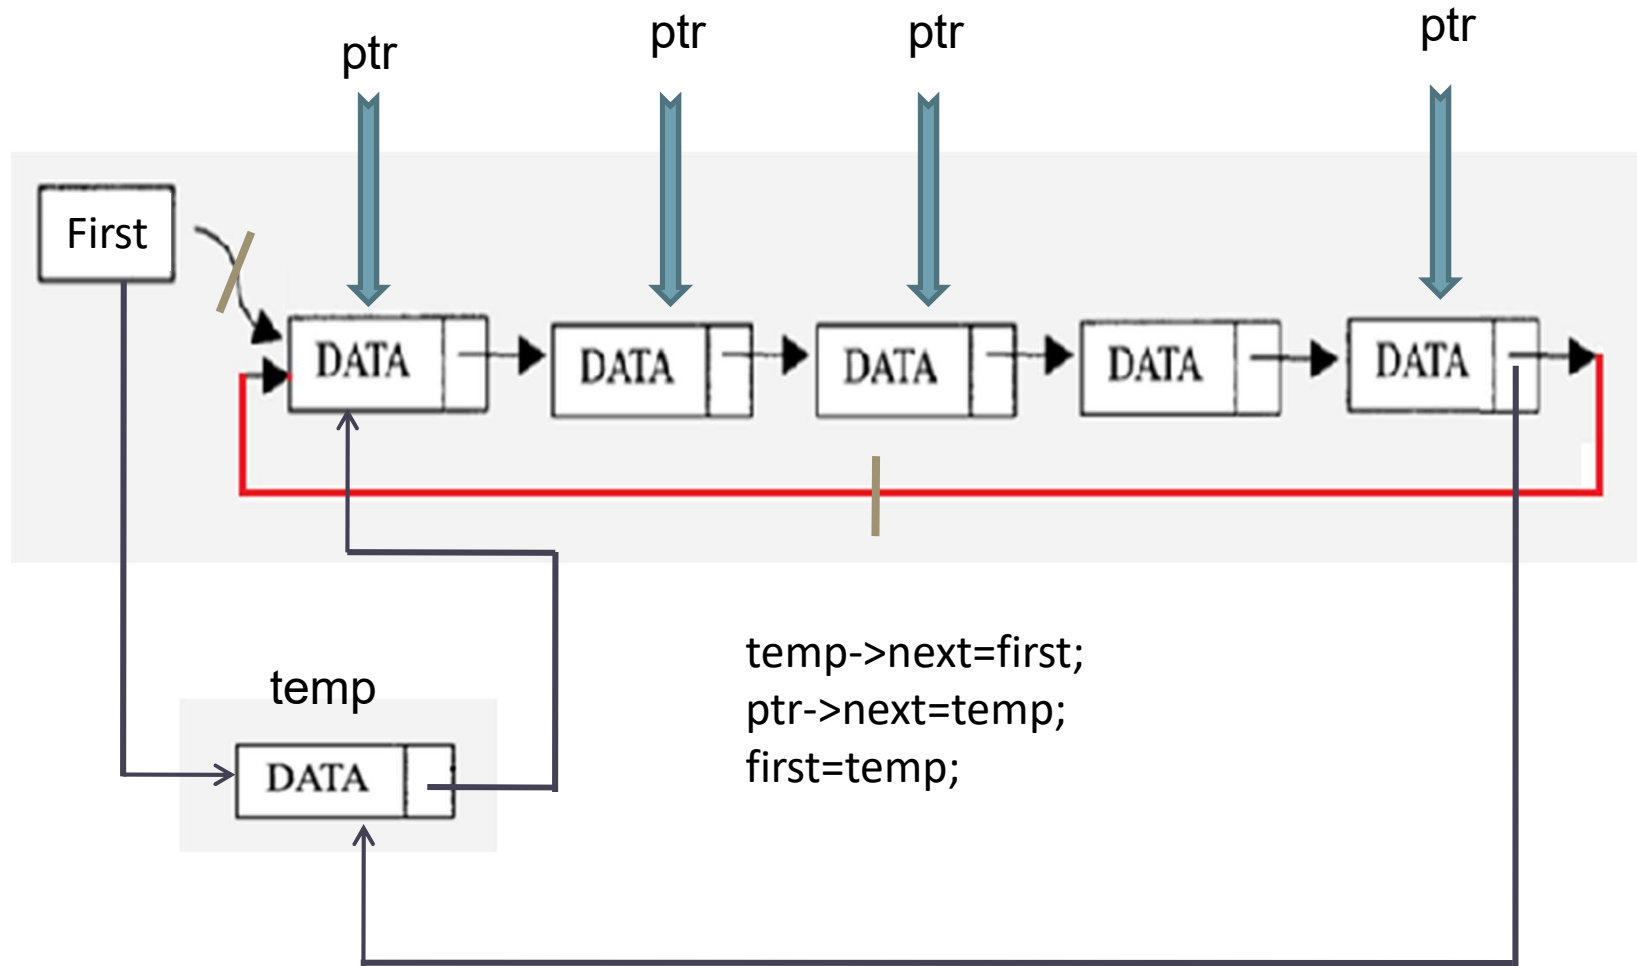 ptr
ptr
ptr
ptr
First
DATA
DATA
DATA
DATA
DATA
temp->next=first;
ptr->next=temp;
first=temp;
temp
DATA